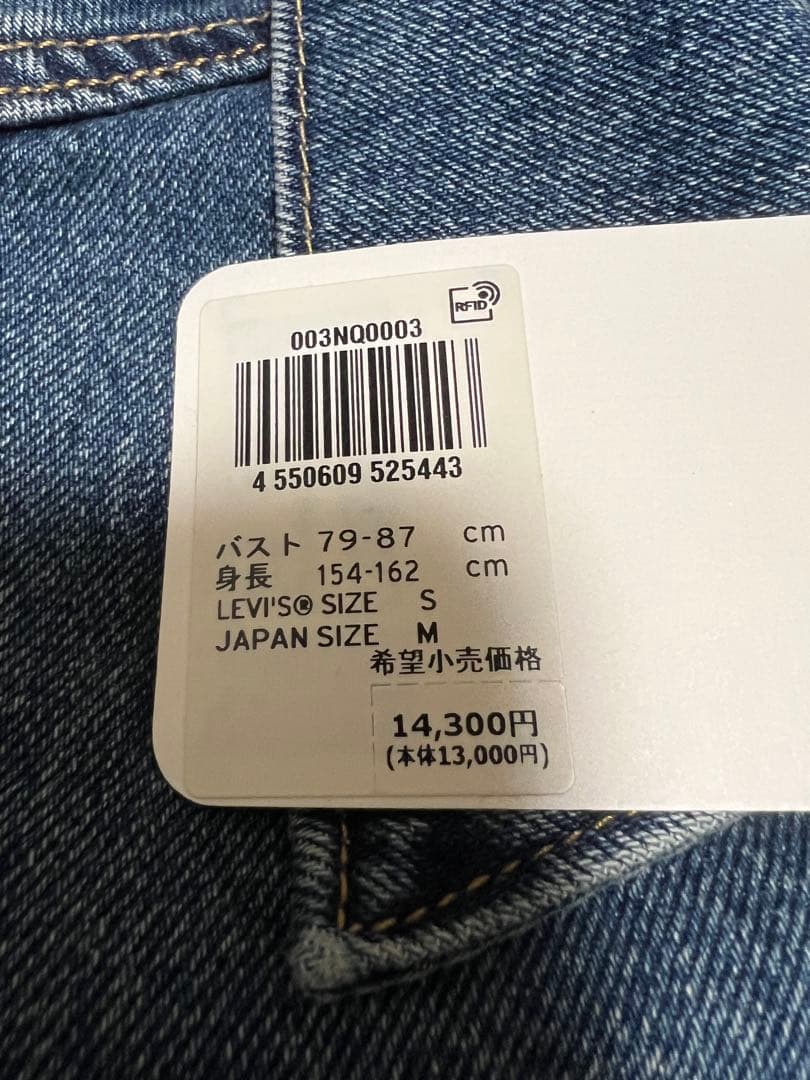 RFID
003NQ0003
4 550609 525443
バスト 79-87 cm
身長 154-162 cm
LEVI'S® SIZE S
JAPAN SIZE M
希望小売価格
14,300円
(本体13,000円)